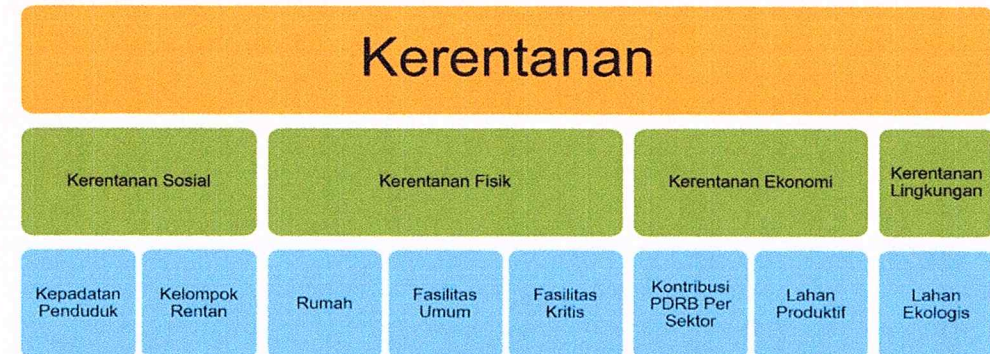 Kerentanan
Kerentanan Sosial
Kerentanan Fisik
Kerentanan Ekonomi
Kerentanan
Lingkungan
Kepadatan
Penduduk
Kelompok
Rentan
Rumah
Fasilitas
Umum
Fasilitas
Kritis
Kontribusi
PDRB Per
Sektor
Lahan
Produktif
Lahan
Ekologis